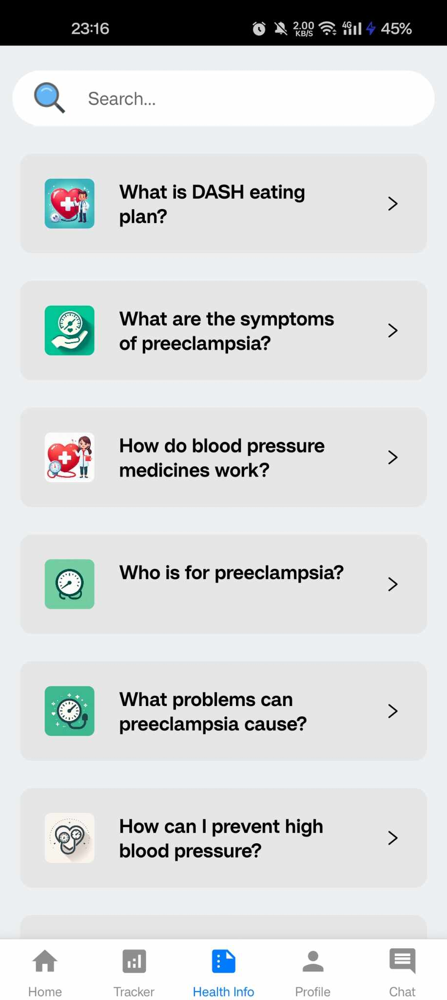 23:16
2.00
KB/S
4G
45%
Search...
What is DASH eating
plan?
What are the symptoms
of preeclampsia?
How do blood pressure
medicines work?
Who is for preeclampsia?
What problems can
preeclampsia cause?
How can I prevent high
blood pressure?
Home
Tracker
Health Info
Profile
Chat